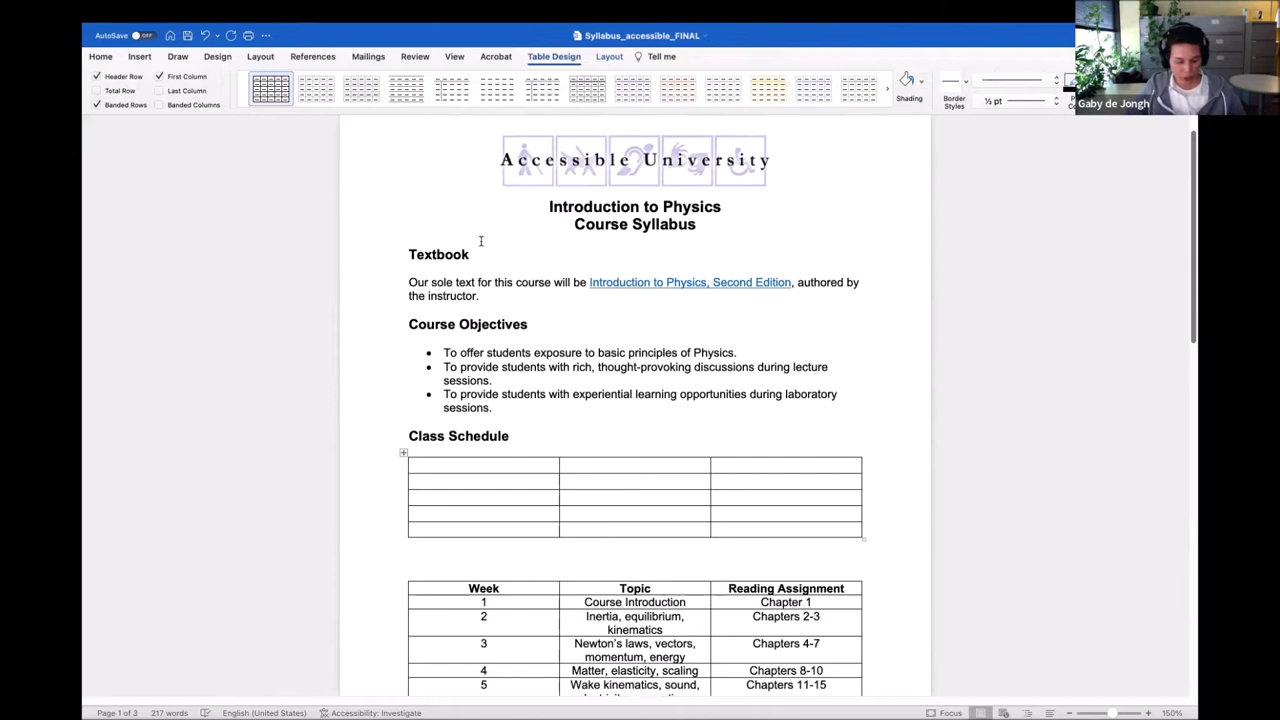 AutoSave OFF
Syllabus_accessible_FINAL
Home Insert Draw Design Layout References Mailings Review View Acrobat Table Design Layout Tell me
Header Row First Column
Total Row Last Column
Banded Rows Banded Columns
Shading
Border Styles
½ pt
Gaby de Jongh
Accessible University
Introduction to Physics
Course Syllabus
Textbook
Our sole text for this course will be Introduction to Physics, Second Edition, authored by
the instructor.
Course Objectives
• To offer students exposure to basic principles of Physics.
• To provide students with rich, thought-provoking discussions during lecture
sessions.
• To provide students with experiential learning opportunities during laboratory
sessions.
Class Schedule
Week Topic Reading Assignment
1 Course Introduction Chapter 1
2 Inertia, equilibrium, Chapters 2-3
kinematics
3 Newton's laws, vectors, Chapters 4-7
momentum, energy
4 Matter, elasticity, scaling Chapters 8-10
5 Wake kinematics, sound, Chapters 11-15
Page 1 of 3 217 words English (United States) Accessibility: Investigate Focus 150%